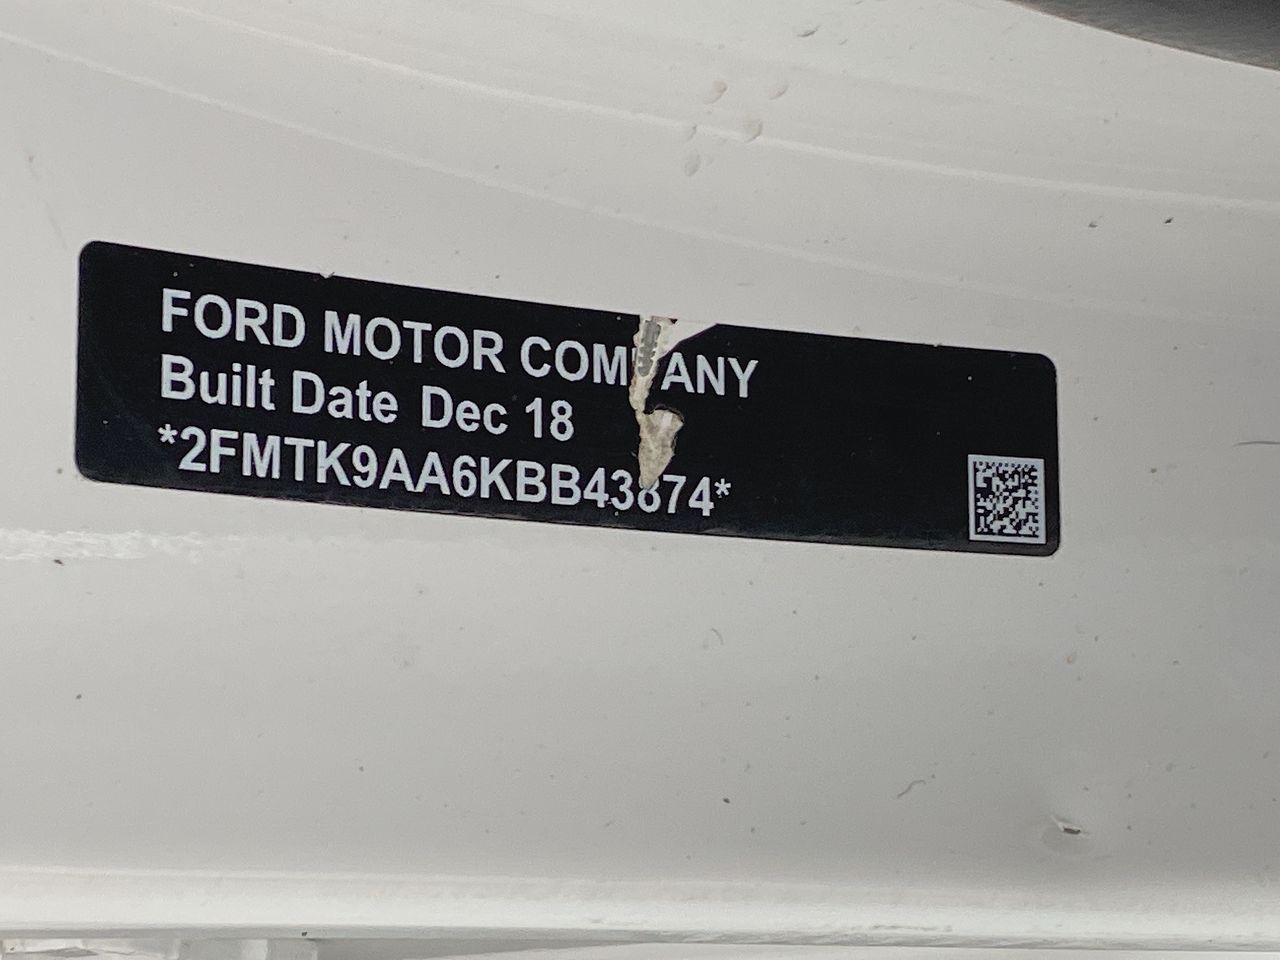 FORD MOTOR COMPANY
Built Date Dec 18
*2FMTK9AA6KBB43874*